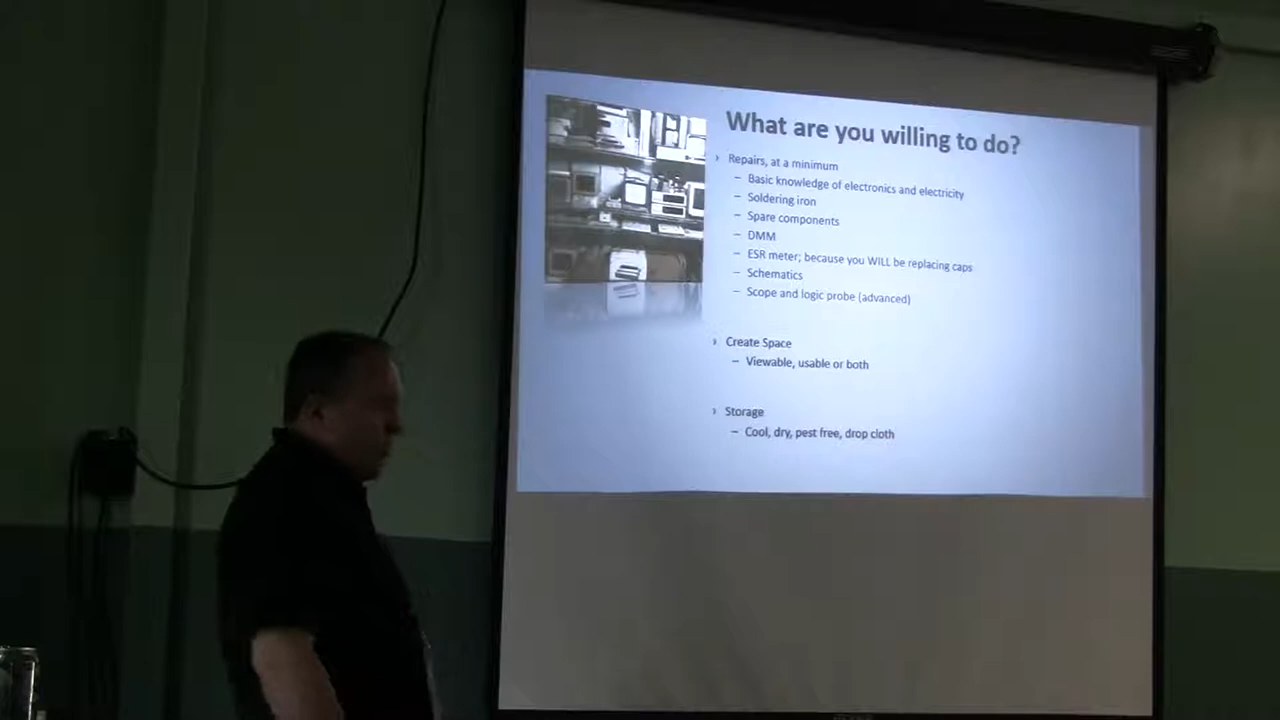 What are you willing to do?
› Repairs, at a minimum
– Basic knowledge of electronics and electricity
– Soldering iron
– Spare components
– DMM
– ESR meter; because you WILL be replacing caps
– Schematics
– Scope and logic probe (advanced)
› Create Space
– Viewable, usable or both
› Storage
– Cool, dry, pest free, drop cloth